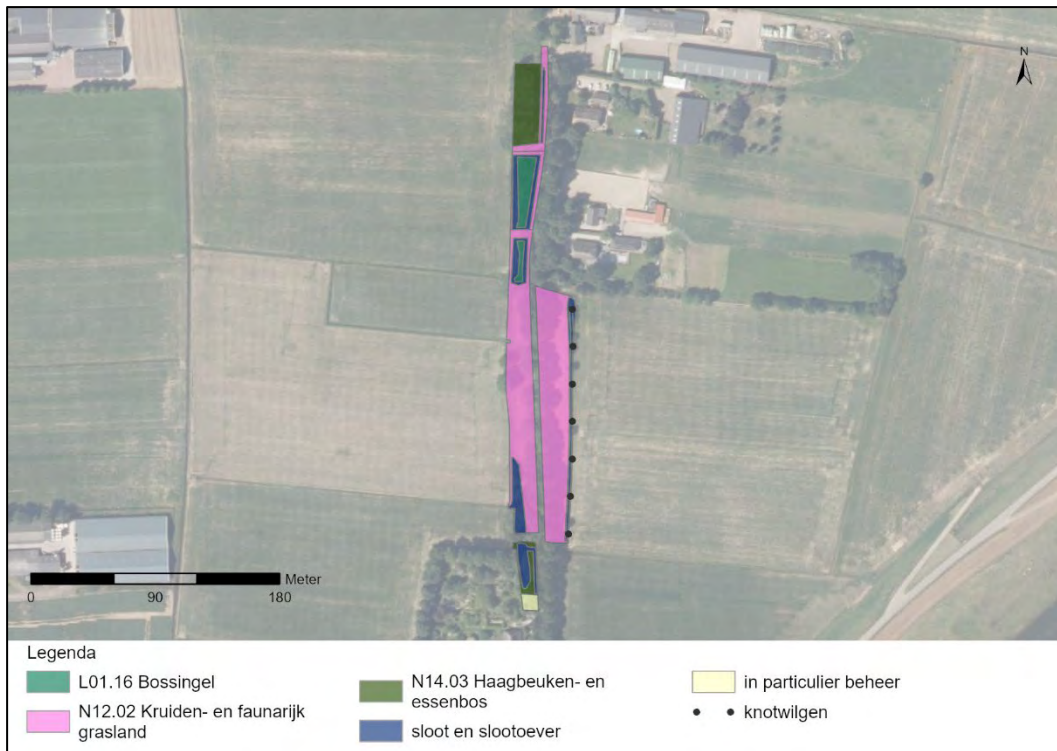 N
Meter
0 90 180
Legenda
L01.16 Bossingel
N12.02 Kruiden- en faunarijk
grasland
N14.03 Haagbeuken- en
essenbos
sloot en slootoever
in particulier beheer
knotwilgen